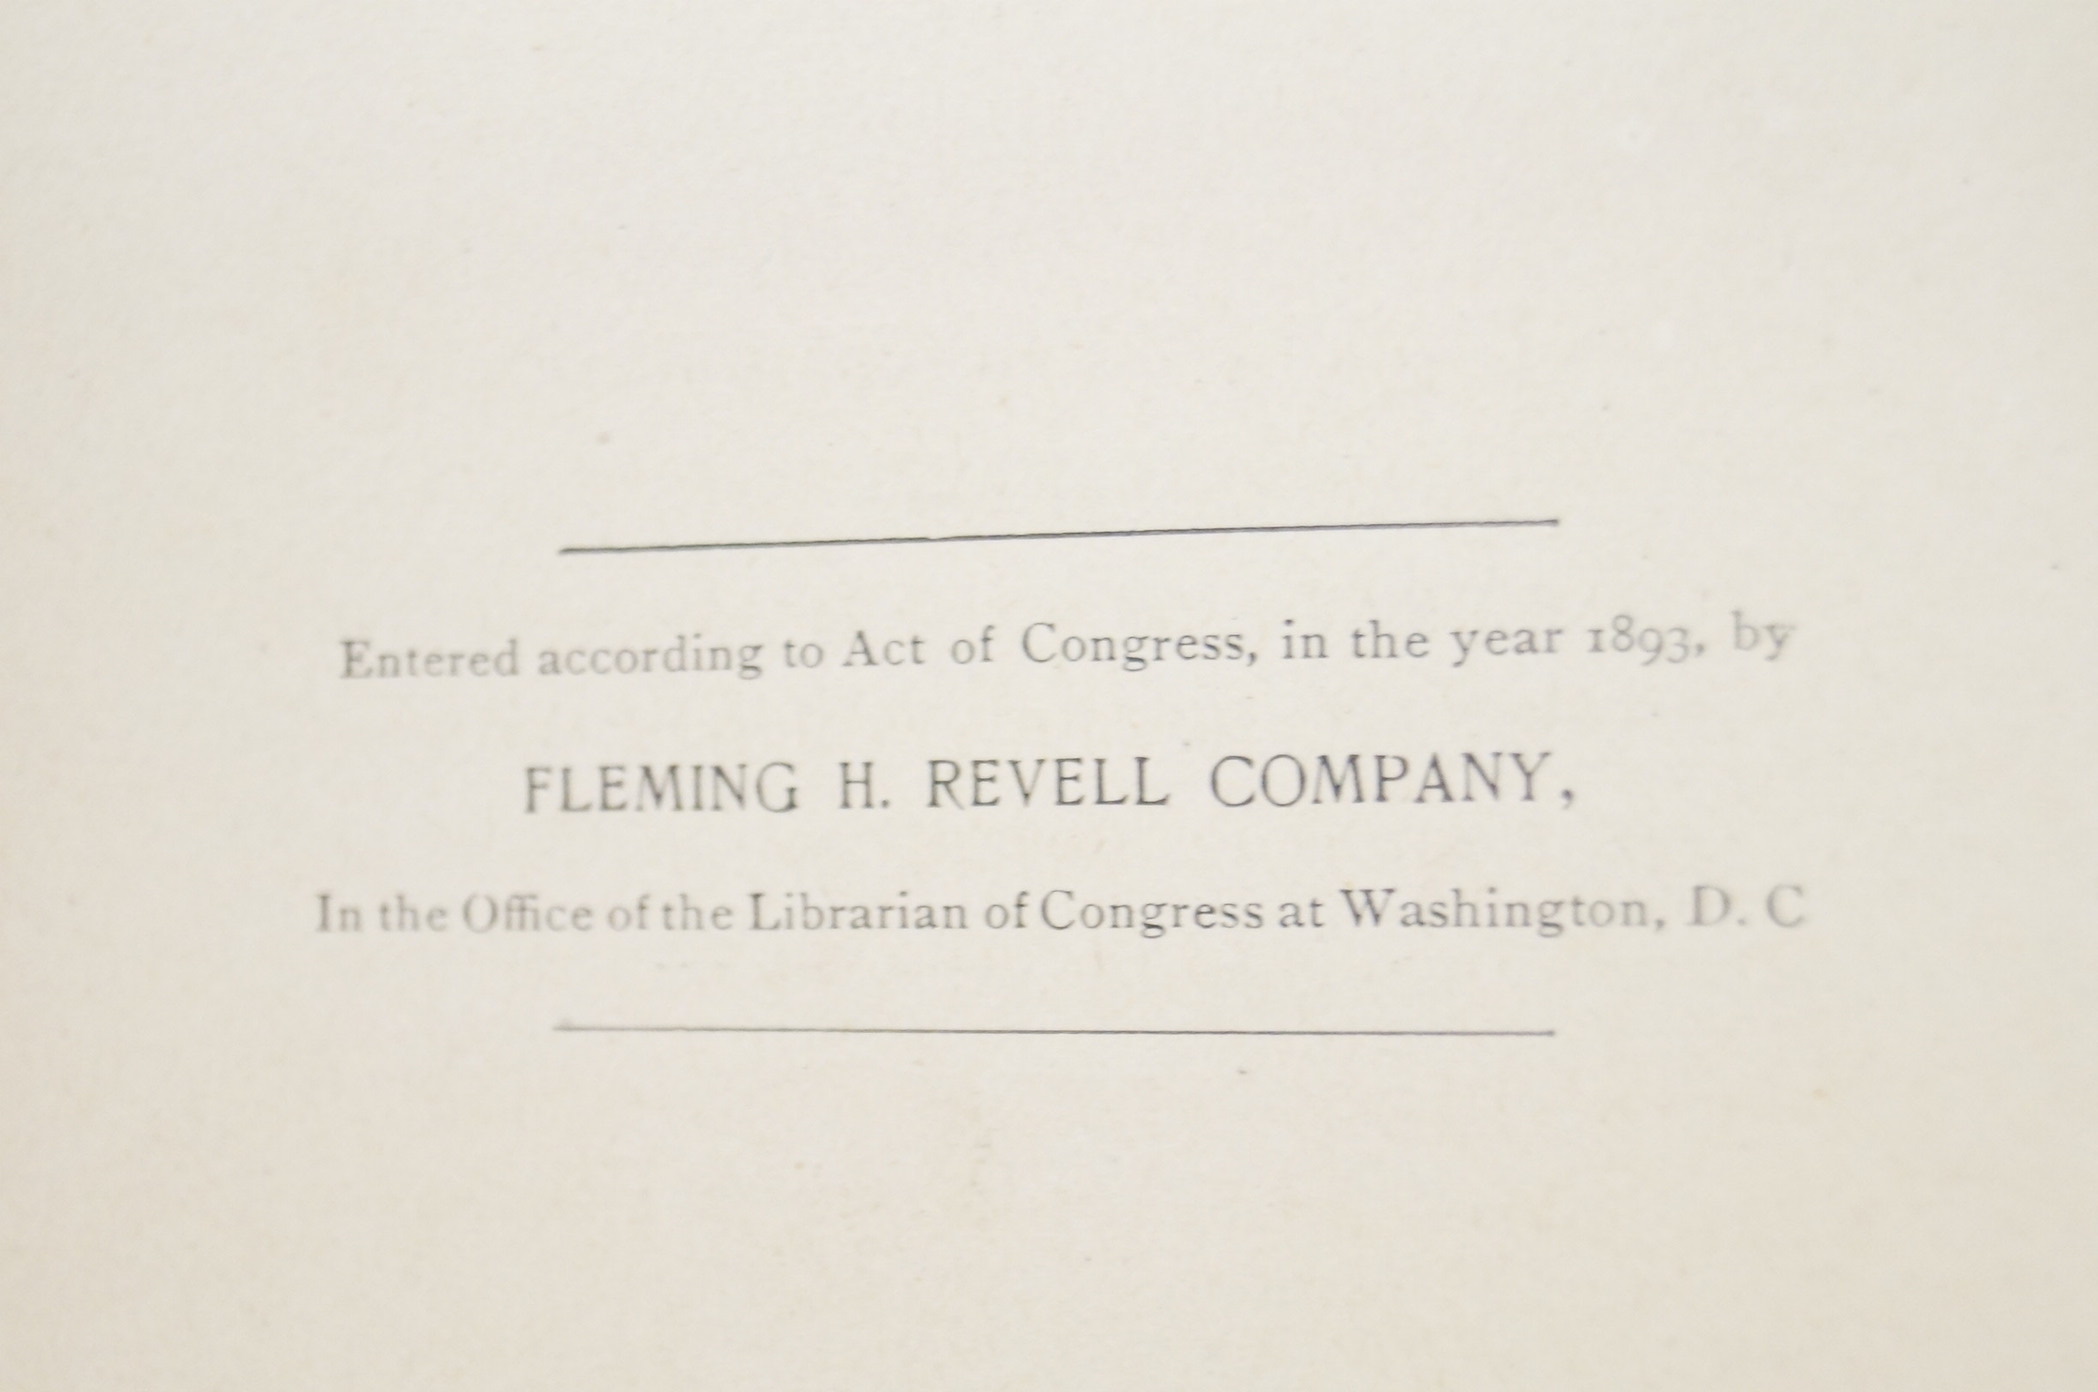 Entered according to Act of Congress, in the year 1893, by
FLEMING H. REVELL COMPANY,
In the Office of the Librarian of Congress at Washington, D. C